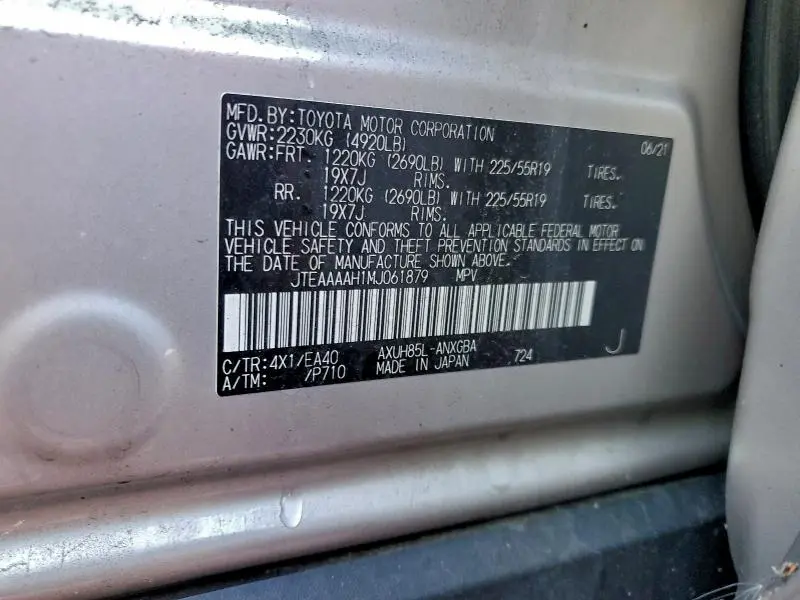 MFD.BY:TOYOTA MOTOR CORPORATION 06/21
GVWR:2230KG (4920LB)
GAWR:FRT. 1220KG (2690LB) WITH 225/55R19 TIRES.
19X7J RIMS.
RR. 1220KG (2690LB) WITH 225/55R19 TIRES.
19X7J RIMS.
THIS VEHICLE CONFORMS TO ALL APPLICABLE FEDERAL MOTOR
VEHICLE SAFETY AND THEFT PREVENTION STANDARDS IN EFFECT ON
THE DATE OF MANUFACTURE SHOWN ABOVE.
JTEAAAAH1MJ061879 MPV
C/TR:4X1/EA40 AXUH85L-ANXGBA 724 J
A/TM: /P710 MADE IN JAPAN